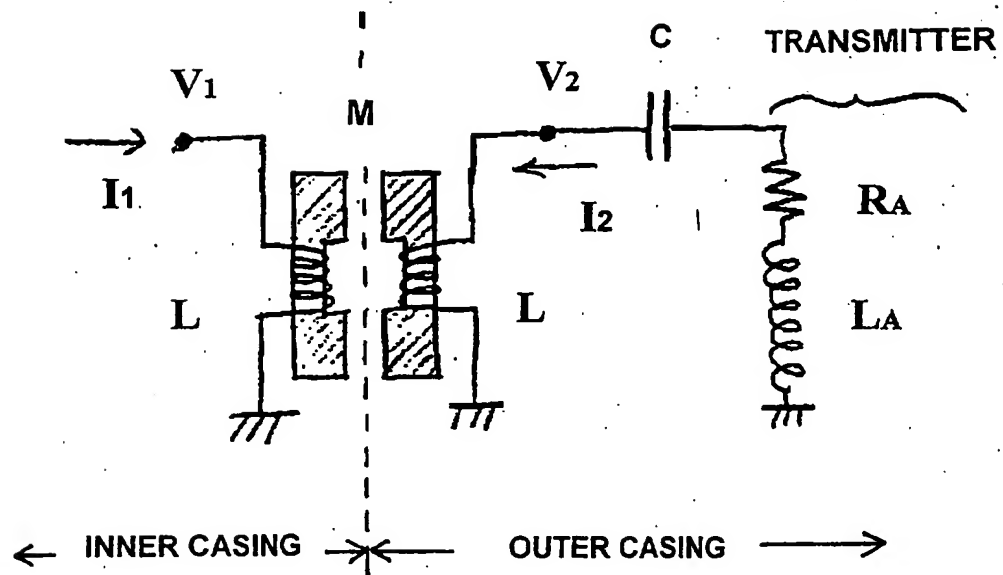 C
TRANSMITTER
V1
M
V2
I1
I2
RA
L
L
LA
INNER CASING
OUTER CASING